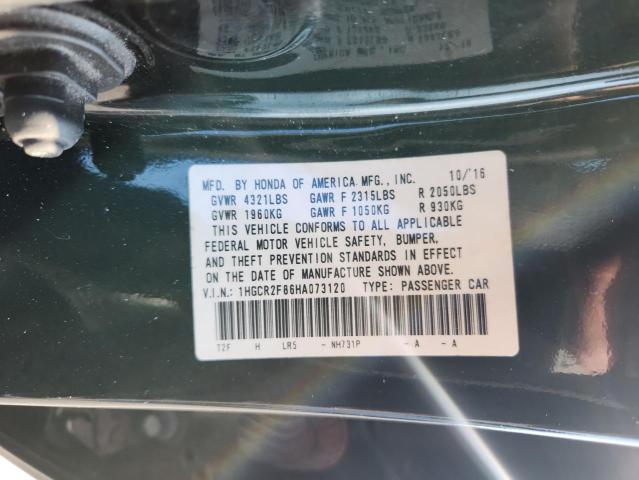 MFD. BY HONDA OF AMERICA MFG., INC. 10/16
GVWR 4321LBS GAWR F 2315LBS R 2050LBS
GVWR 1960KG GAWR F 1050KG R 930KG
THIS VEHICLE CONFORMS TO ALL APPLICABLE
FEDERAL MOTOR VEHICLE SAFETY, BUMPER,
AND THEFT PREVENTION STANDARDS IN EFFECT
ON THE DATE OF MANUFACTURE SHOWN ABOVE.
V.I.N.: 1HGCR2F86HA073120 TYPE: PASSENGER CAR
T2F H LR5 - NH731P - A - A